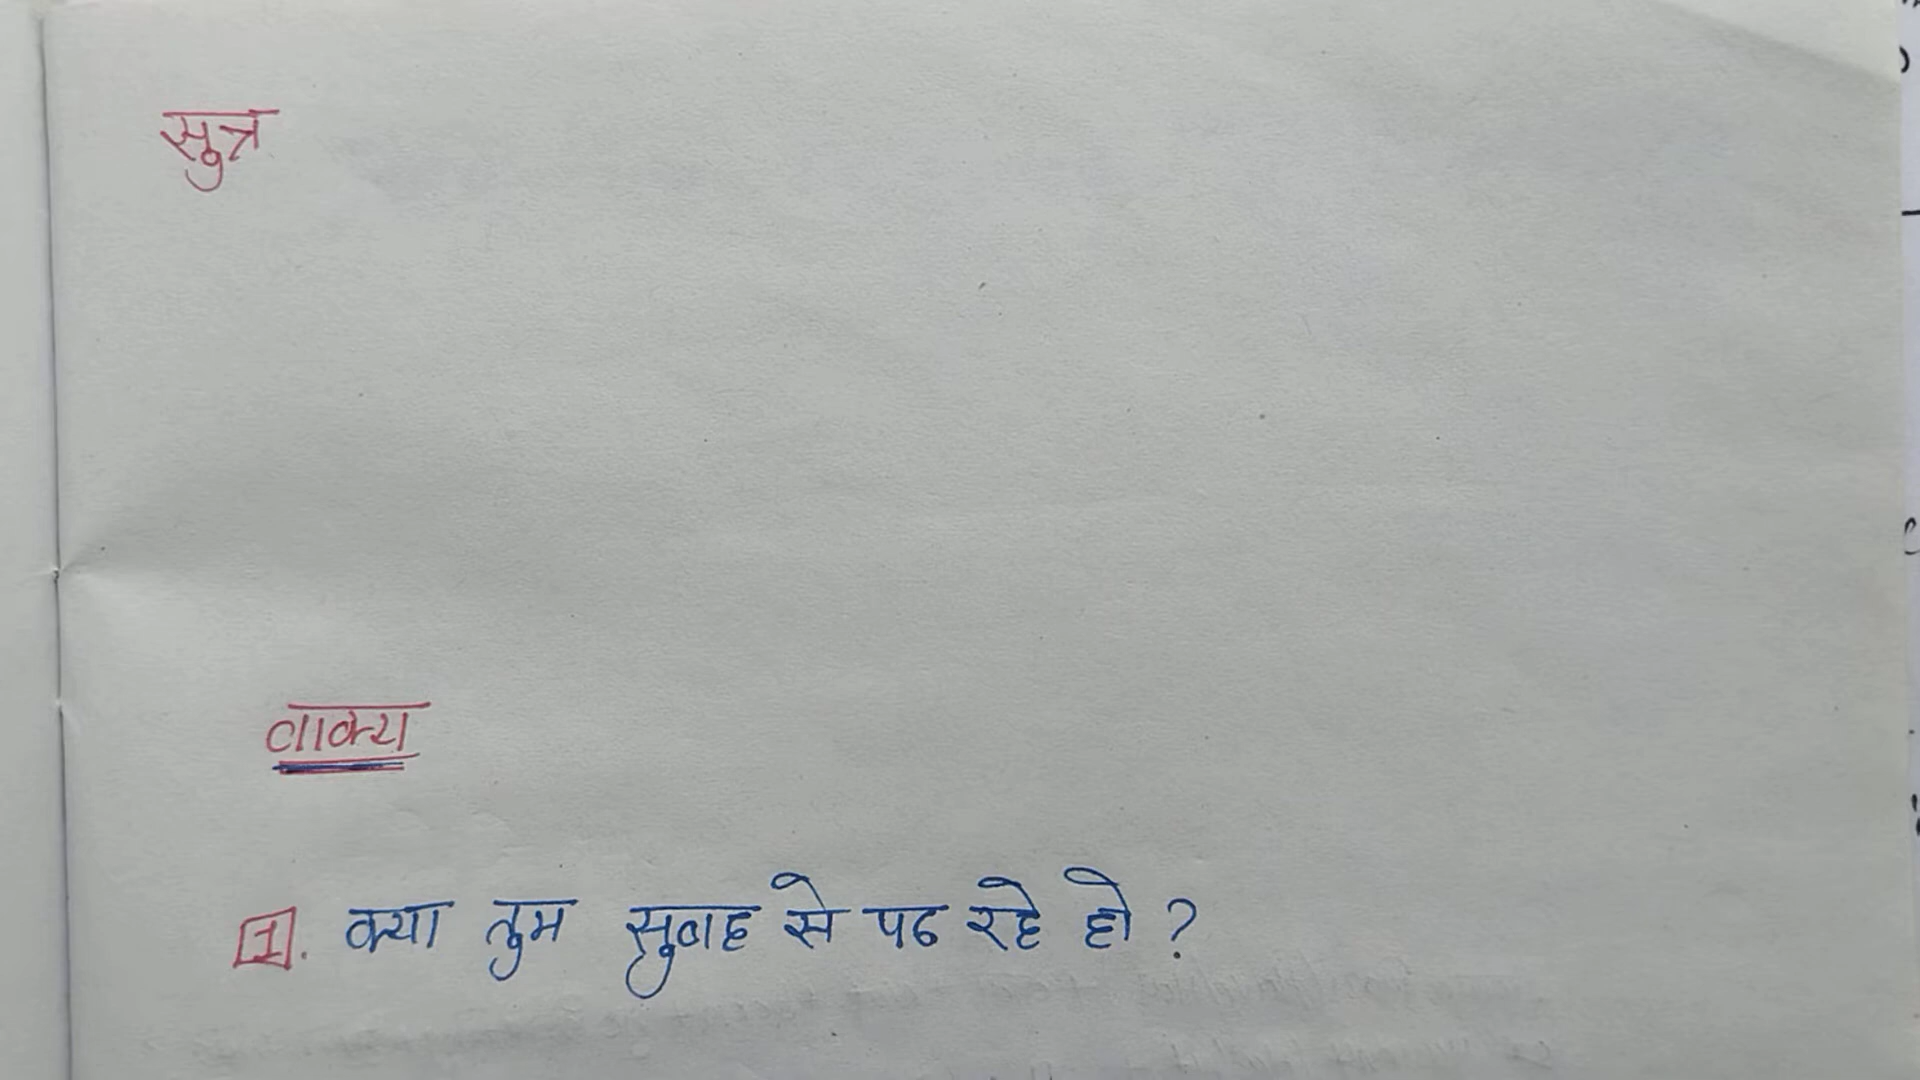 सुत्र
वाक्य
1. क्या तुम सुबह से पढ रहे हो ?